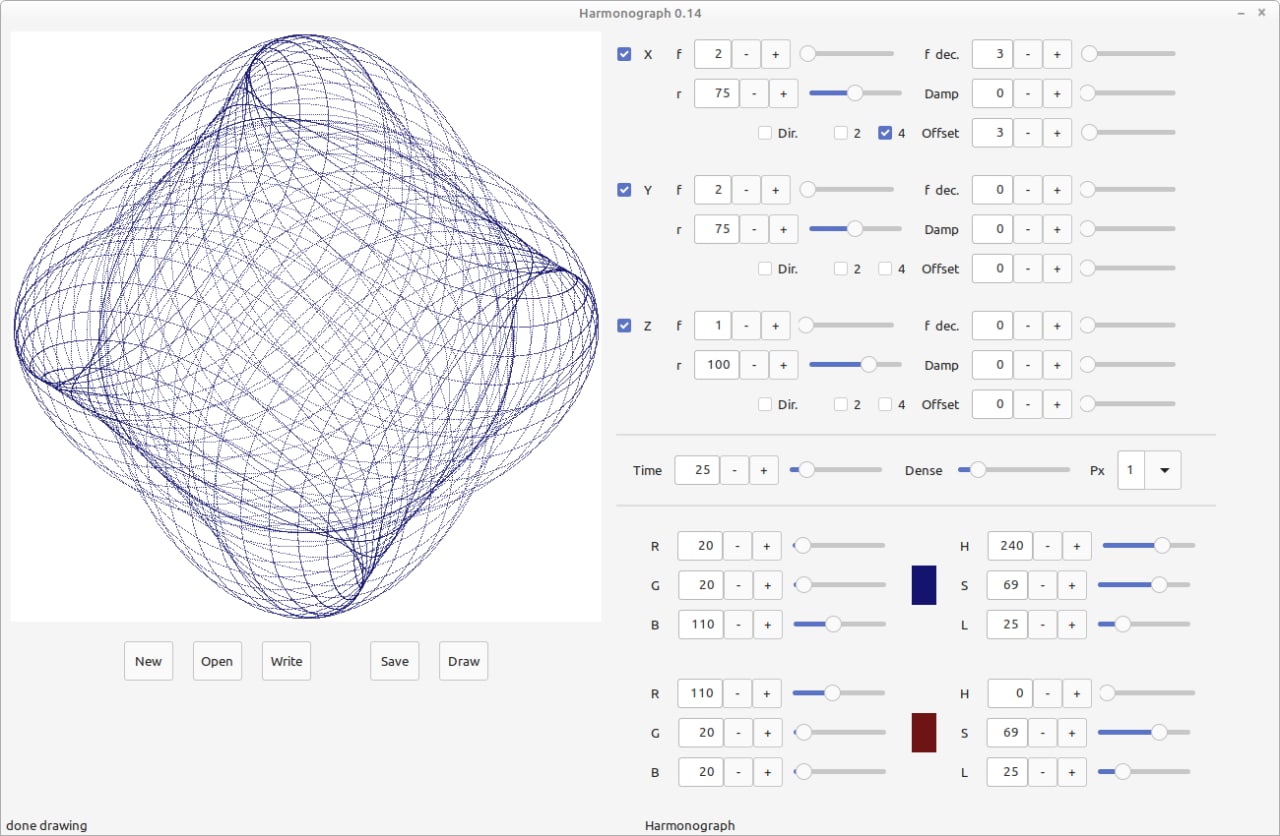 Harmonograph 0.14
X f 2 - + f dec. 3 - +
r 75 - + Damp 0 - +
Dir. 2 4 Offset 3 - +
Y f 2 - + f dec. 0 - +
r 75 - + Damp 0 - +
Dir. 2 4 Offset 0 - +
Z f 1 - + f dec. 0 - +
r 100 - + Damp 0 - +
Dir. 2 4 Offset 0 - +
Time 25 - + Dense Px 1
R 20 - + H 240 - +
G 20 - + S 69 - +
B 110 - + L 25 - +
New Open Write Save Draw
R 110 - + H 0 - +
G 20 - + S 69 - +
B 20 - + L 25 - +
done drawing Harmonograph